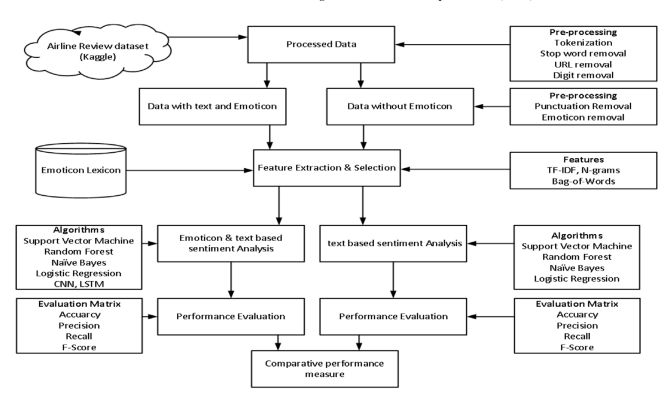 Airline Review dataset
(Kaggle)
Processed Data
Pre-processing
Tokenization
Stop word removal
URL removal
Digit removal
Data with text and Emoticon
Data without Emoticon
Pre-processing
Punctuation Removal
Emoticon removal
Emoticon Lexicon
Feature Extraction & Selection
Features
TF-IDF, N-grams
Bag-of-Words
Algorithms
Support Vector Machine
Random Forest
Naïve Bayes
Logistic Regression
CNN, LSTM
Emoticon & text based
sentiment Analysis
text based sentiment Analysis
Algorithms
Support Vector Machine
Random Forest
Naïve Bayes
Logistic Regression
Evaluation Matrix
Accuarcy
Precision
Recall
F-Score
Performance Evaluation
Performance Evaluation
Evaluation Matrix
Accuarcy
Precision
Recall
F-Score
Comparative performance
measure